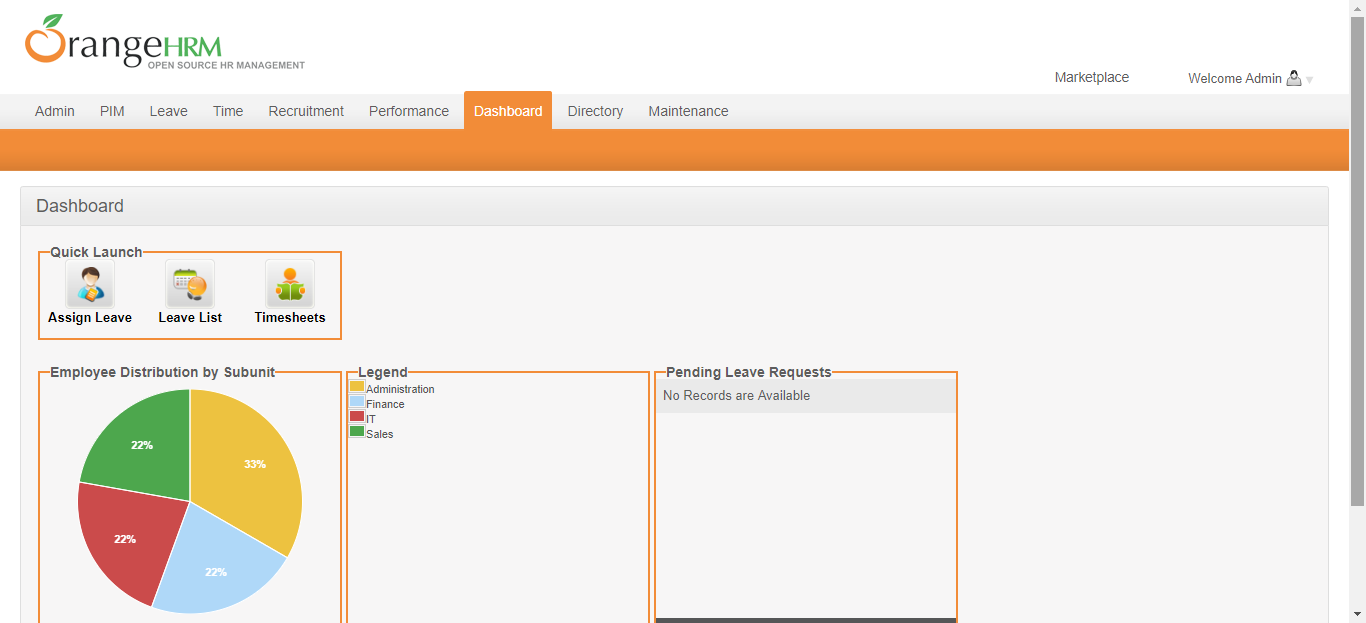 OrangeHRM
OPEN SOURCE HR MANAGEMENT
Marketplace Welcome Admin
Admin PIM Leave Time Recruitment Performance Dashboard Directory Maintenance
Dashboard
Quick Launch
Assign Leave Leave List Timesheets
Employee Distribution by Subunit
22%
33%
22%
22%
Legend
Administration
Finance
IT
Sales
Pending Leave Requests
No Records are Available